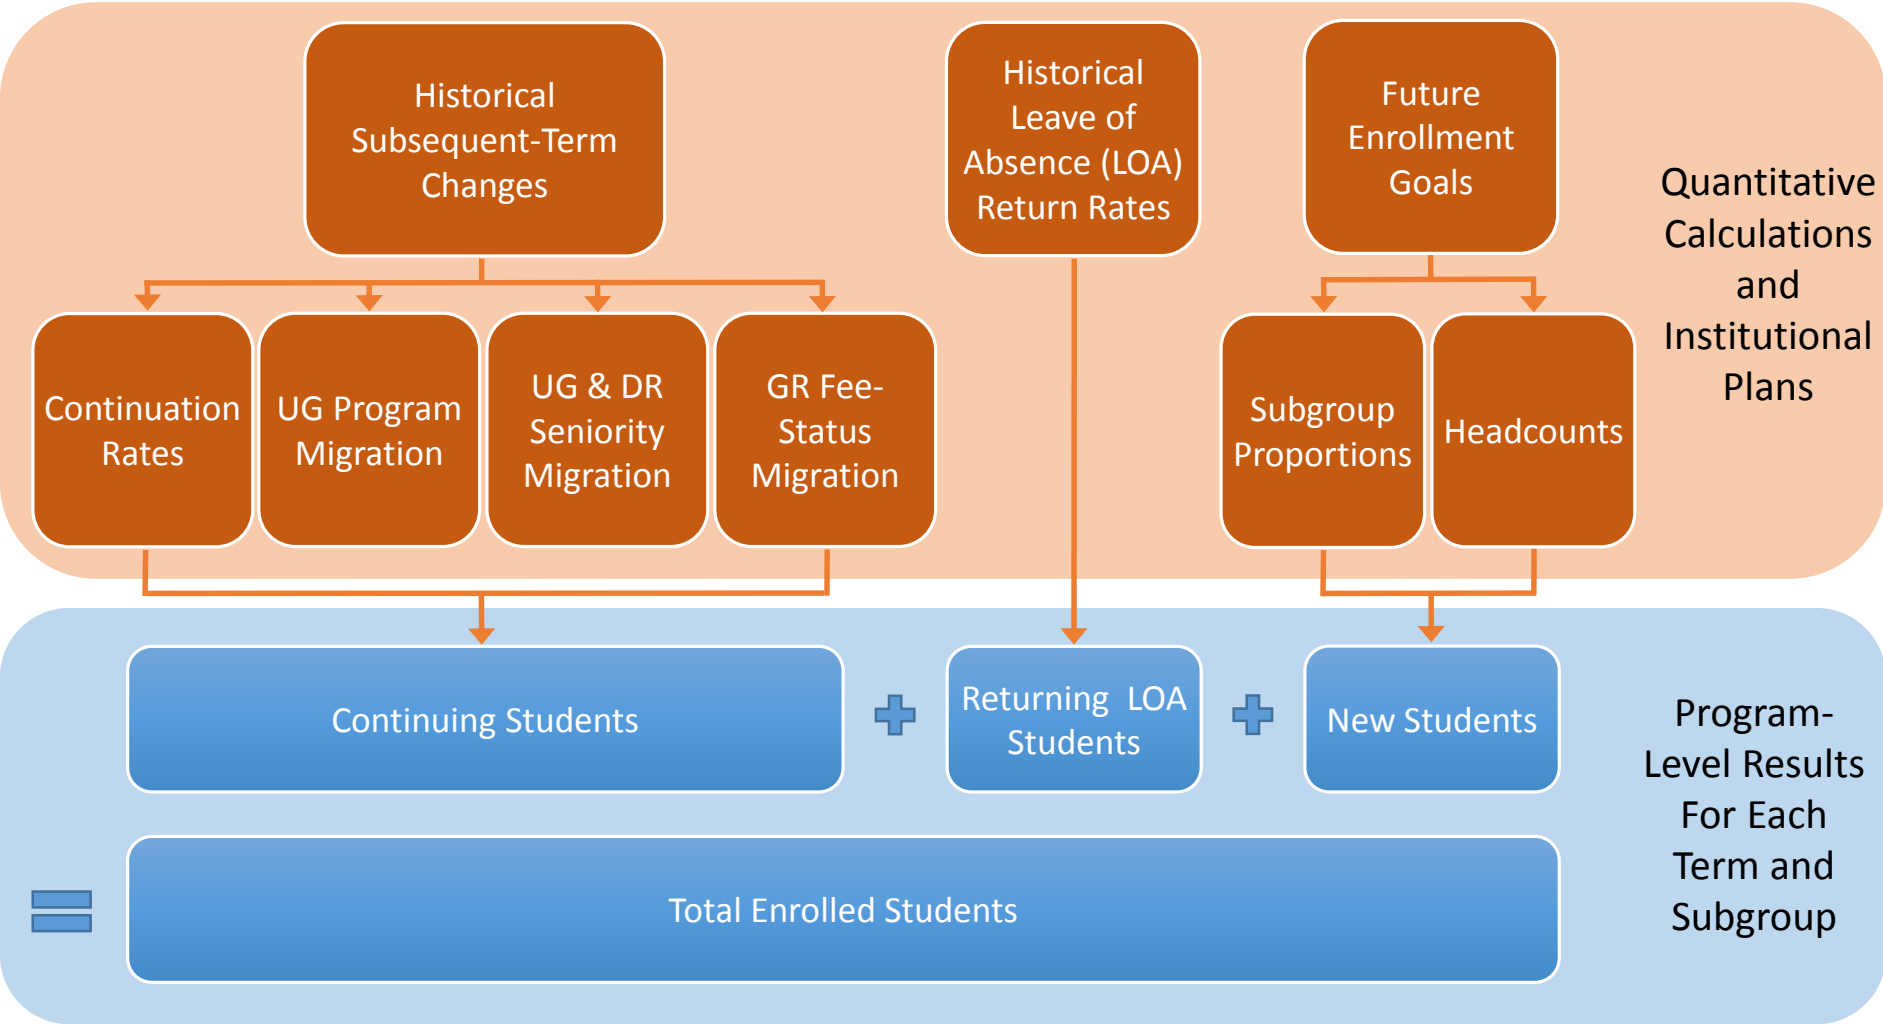 Historical
Subsequent-Term
Changes
Historical
Leave of
Absence (LOA)
Return Rates
Future
Enrollment
Goals
Quantitative
Calculations
and
Institutional
Plans
Continuation
Rates
UG Program
Migration
UG & DR
Seniority
Migration
GR Fee-
Status
Migration
Subgroup
Proportions
Headcounts
Continuing Students
Returning LOA
Students
New Students
Program-
Level Results
For Each
Term and
Subgroup
Total Enrolled Students